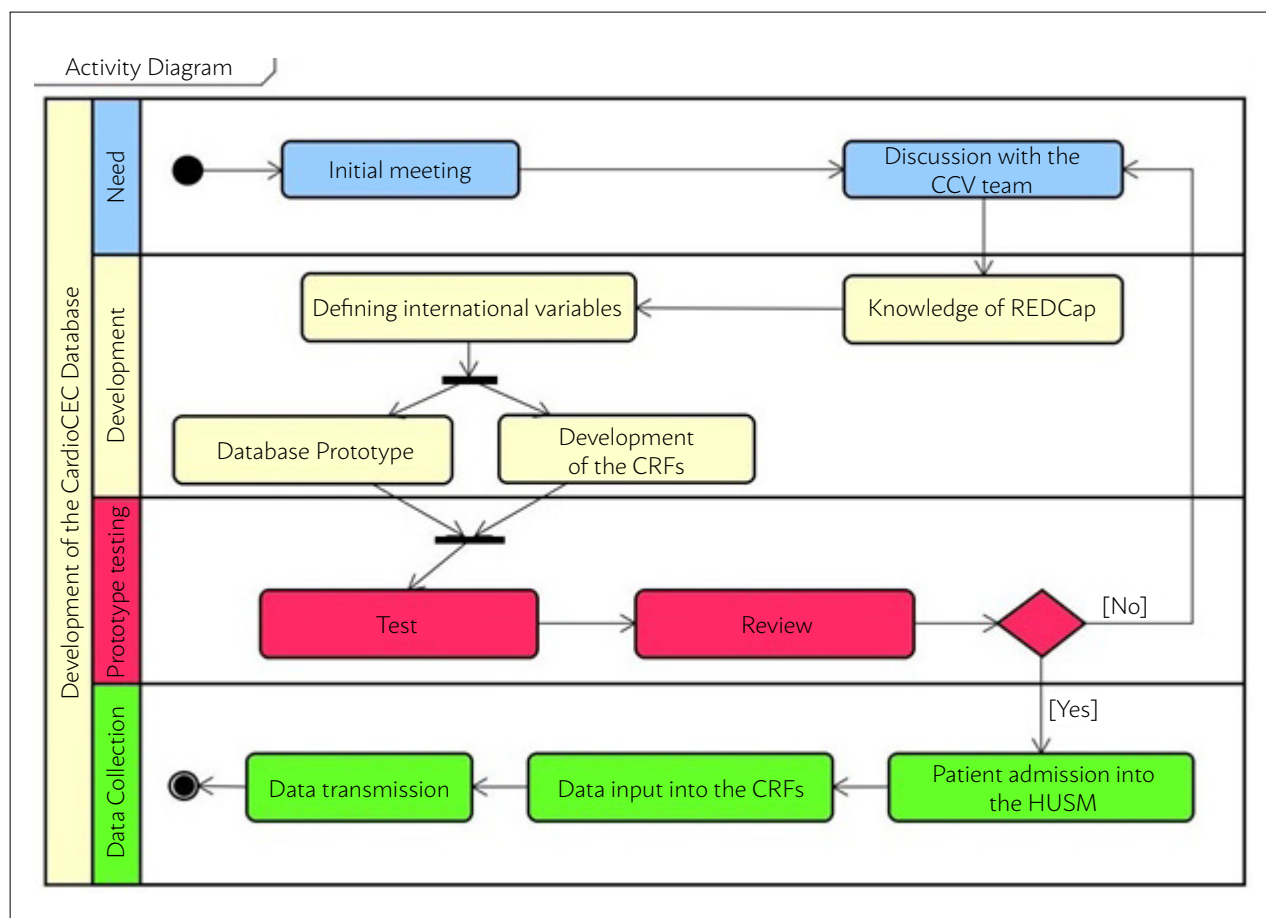 Activity Diagram
Development of the CardioCEC Database
Need
Initial meeting
Discussion with the
CCV team
Development
Defining international variables
Knowledge of REDCap
Database Prototype
Development
of the CRFs
Prototype testing
Test
Review
[No]
[Yes]
Data Collection
Data transmission
Data input into the CRFs
Patient admission into
the HUSM